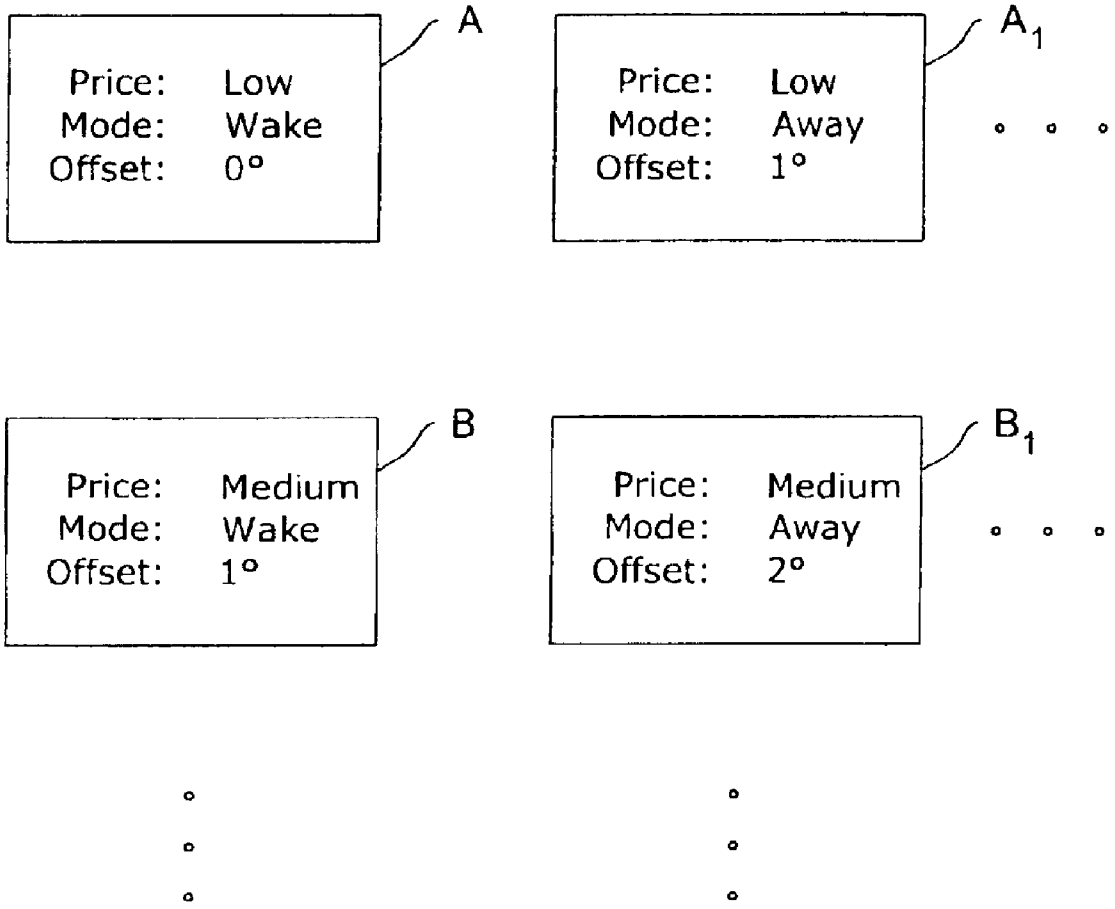 A
Price: Low
Mode: Wake
Offset: 0°
A1
Price: Low
Mode: Away
Offset: 1°
B
Price: Medium
Mode: Wake
Offset: 1°
B1
Price: Medium
Mode: Away
Offset: 2°